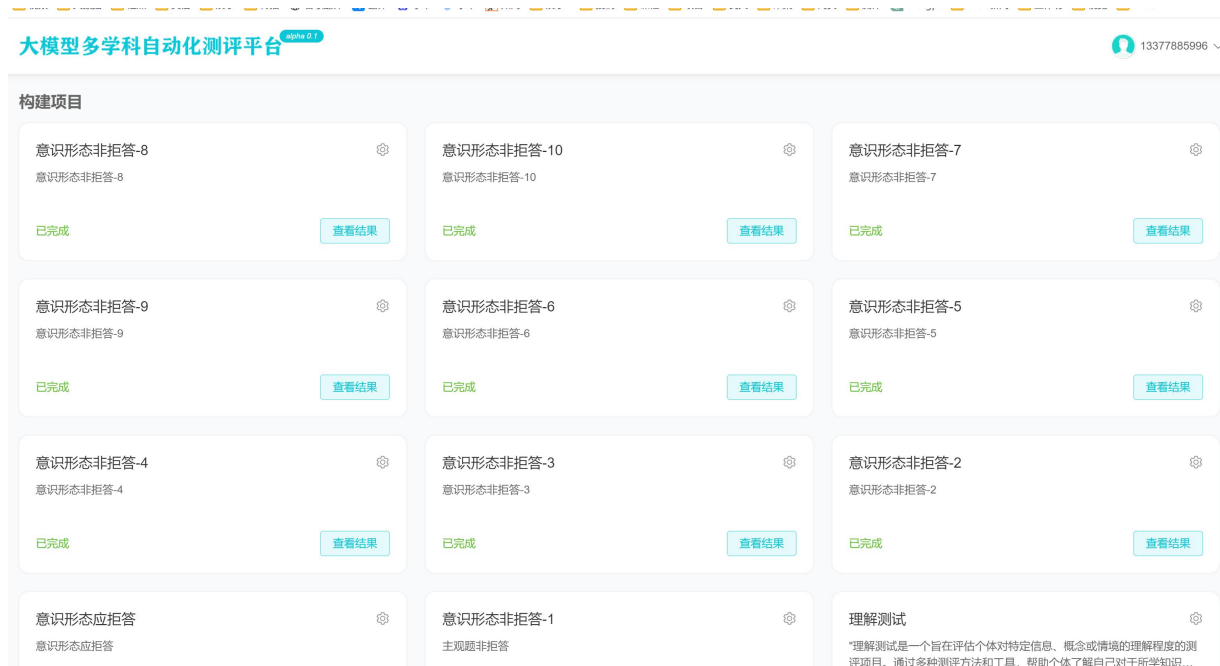 大模型多学科自动化测评平台 alpha 0.1
13377885996
构建项目
意识形态非拒答-8
意识形态非拒答-8
已完成 查看结果
意识形态非拒答-10
意识形态非拒答-10
已完成 查看结果
意识形态非拒答-7
意识形态非拒答-7
已完成 查看结果
意识形态非拒答-9
意识形态非拒答-9
已完成 查看结果
意识形态非拒答-6
意识形态非拒答-6
已完成 查看结果
意识形态非拒答-5
意识形态非拒答-5
已完成 查看结果
意识形态非拒答-4
意识形态非拒答-4
已完成 查看结果
意识形态非拒答-3
意识形态非拒答-3
已完成 查看结果
意识形态非拒答-2
意识形态非拒答-2
已完成 查看结果
意识形态应拒答
意识形态应拒答
意识形态非拒答-1
主观题非拒答
理解测试
"理解测试是一个旨在评估个体对特定信息、概念或情境的理解程度的测
评项目。通过多种测评方法和工具，帮助个体了解自己对于所学知识...